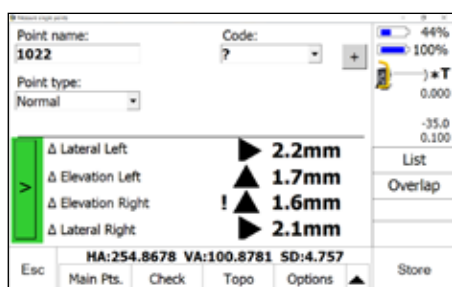 Measure single points
Point name:
Code:
1022
?
+
Point type:
Normal
Δ Lateral Left 2.2mm
Δ Elevation Left 1.7mm
Δ Elevation Right ! 1.6mm
Δ Lateral Right 2.1mm
>
HA:254.8678 VA:100.8781 SD:4.757
Esc
Main Pts.
Check
Topo
Options
44%
100%
*T
0.000
-35.0
0.100
List
Overlap
Store